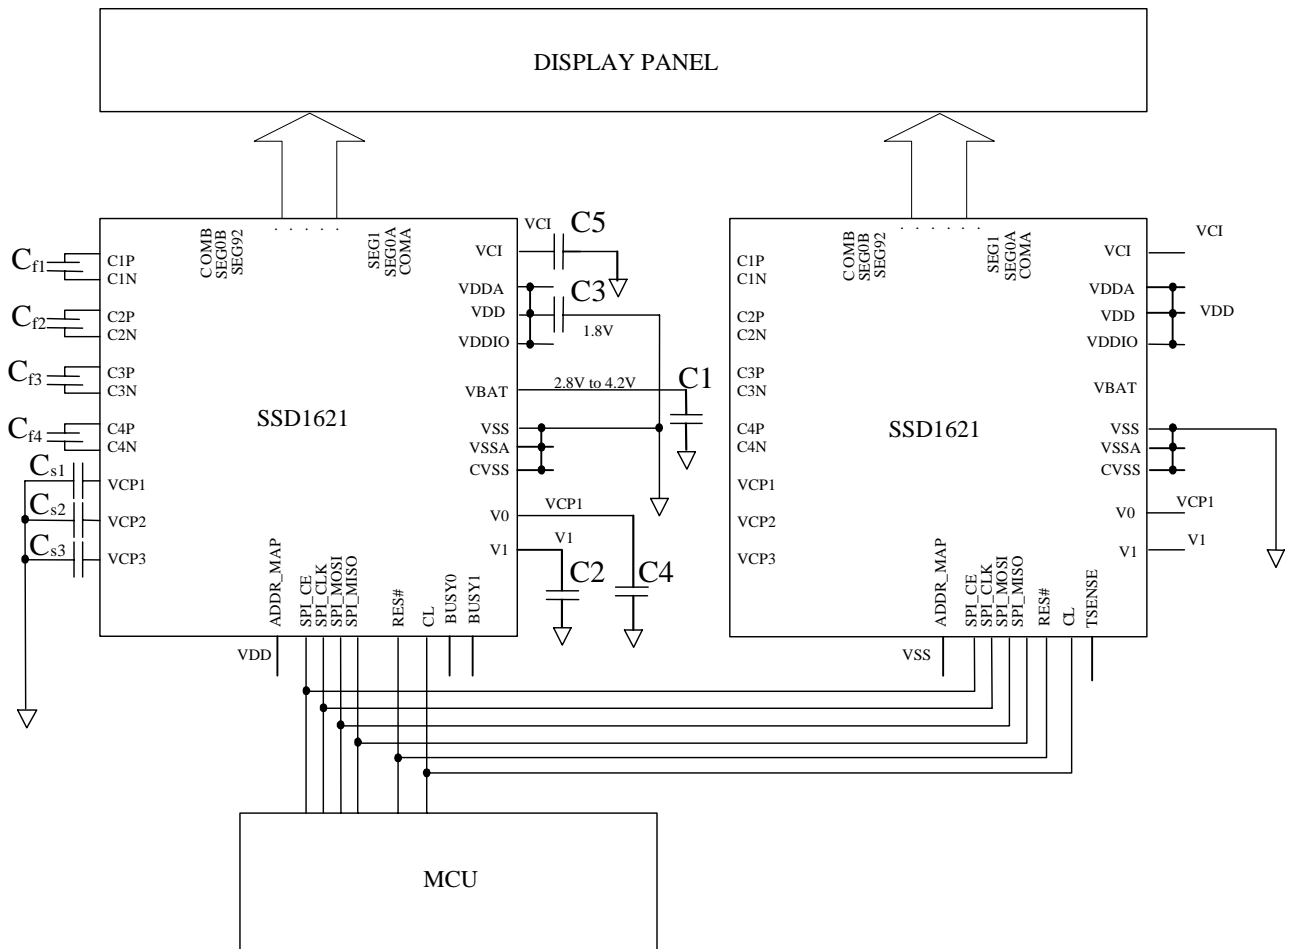 DISPLAY PANEL
COMB
SEG0B
SEG92
. . . . .
SEG1
SEG0A
COMA
Cf1
C1P
C1N
Cf2
C2P
C2N
Cf3
C3P
C3N
Cf4
C4P
C4N
Cs1
VCP1
Cs2
VCP2
Cs3
VCP3
SSD1621
VCI
VCI
C5
VDDA
VDD
C3
1.8V
VDDIO
VBAT
2.8V to 4.2V
C1
VSS
VSSA
CVSS
V0
VCP1
V1
V1
C2
C4
ADDR_MAP
SPI_CE
SPI_CLK
SPI_MOSI
SPI_MISO
RES#
CL
BUSY0
BUSY1
VDD
COMB
SEG0B
SEG92
. . . . .
SEG1
SEG0A
COMA
C1P
C1N
C2P
C2N
C3P
C3N
C4P
C4N
VCP1
VCP2
VCP3
SSD1621
VCI
VCI
VDDA
VDD
VDD
VDDIO
VBAT
VSS
VSSA
CVSS
V0
VCP1
V1
V1
ADDR_MAP
SPI_CE
SPI_CLK
SPI_MOSI
SPI_MISO
RES#
CL
TSENSE
VSS
MCU